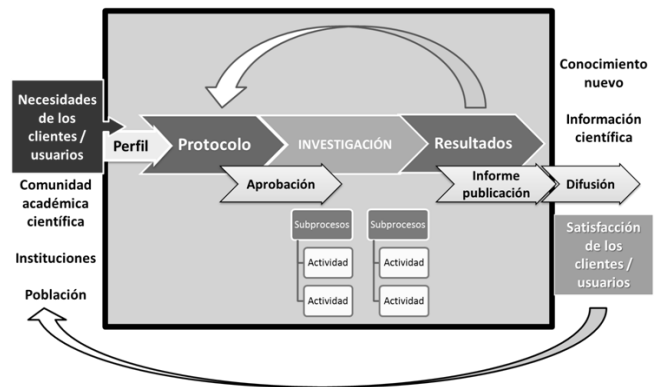 Necesidades
de los
clientes /
usuarios
Comunidad
académica
científica
Instituciones
Población
Perfil
Protocolo
INVESTIGACIÓN
Resultados
Aprobación
Informe
publicación
Difusión
Subprocesos
Actividad
Actividad
Subprocesos
Actividad
Actividad
Conocimiento
nuevo
Información
científica
Satisfacción
de los
clientes /
usuarios